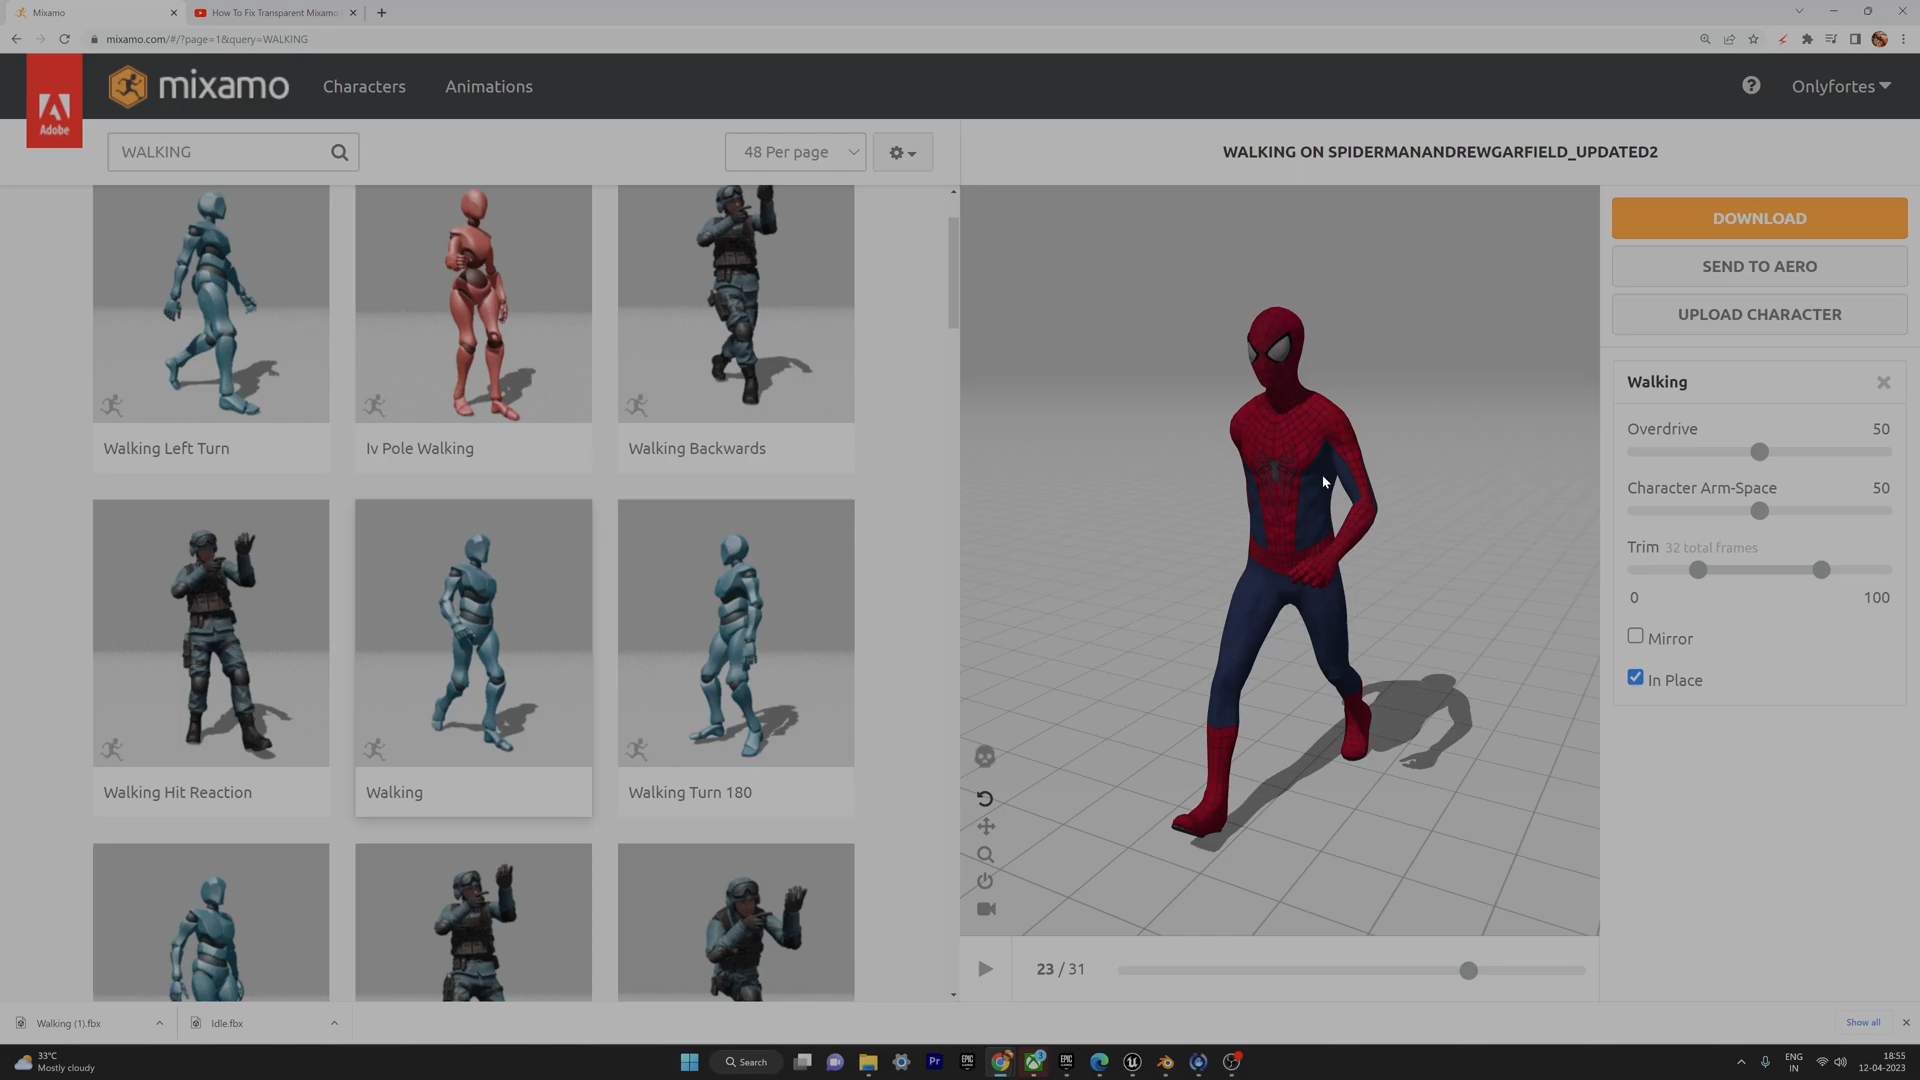 Mixamo
How To Fix Transparent Mixamo
mixamo.com/#/?page=1&query=WALKING
Adobe
mixamo
Characters
Animations
Onlyfortes
WALKING
48 Per page
WALKING ON SPIDERMANANDREWGARFIELD_UPDATED2
DOWNLOAD
SEND TO AERO
UPLOAD CHARACTER
Walking
Overdrive 50
Character Arm-Space 50
Trim 32 total frames
0 100
Mirror
In Place
Walking Left Turn
Iv Pole Walking
Walking Backwards
Walking Hit Reaction
Walking
Walking Turn 180
23 / 31
Walking (1).fbx
Idle.fbx
Show all
33°C
Mostly cloudy
Search
Pr
EPIC
3
EPIC
ENG
IN
18:55
12-04-2023